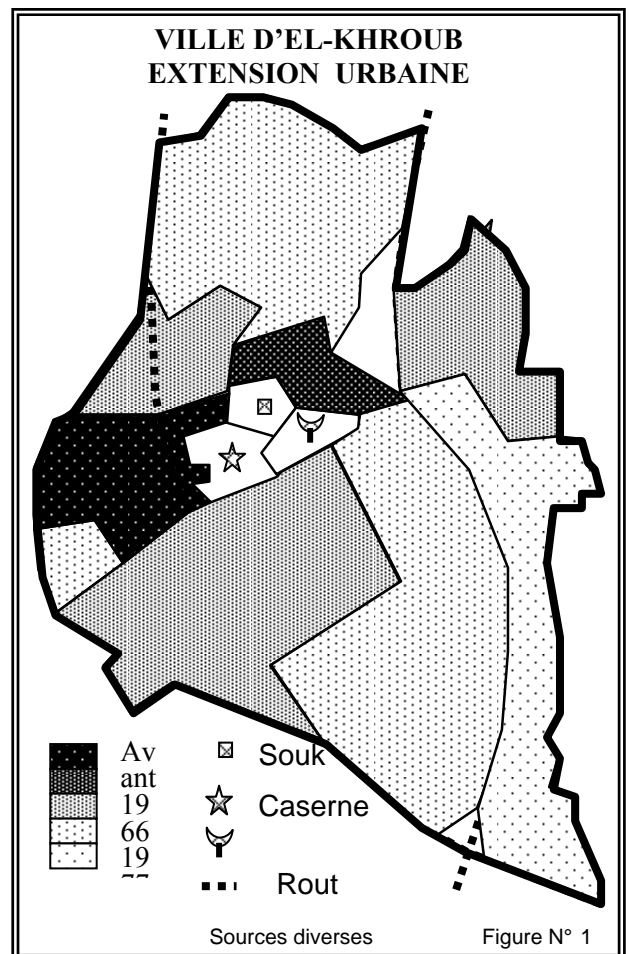 VILLE D'EL-KHROUB
EXTENSION URBAINE
Av
ant
19
66
19
Souk
Caserne
Rout
Sources diverses
Figure N° 1